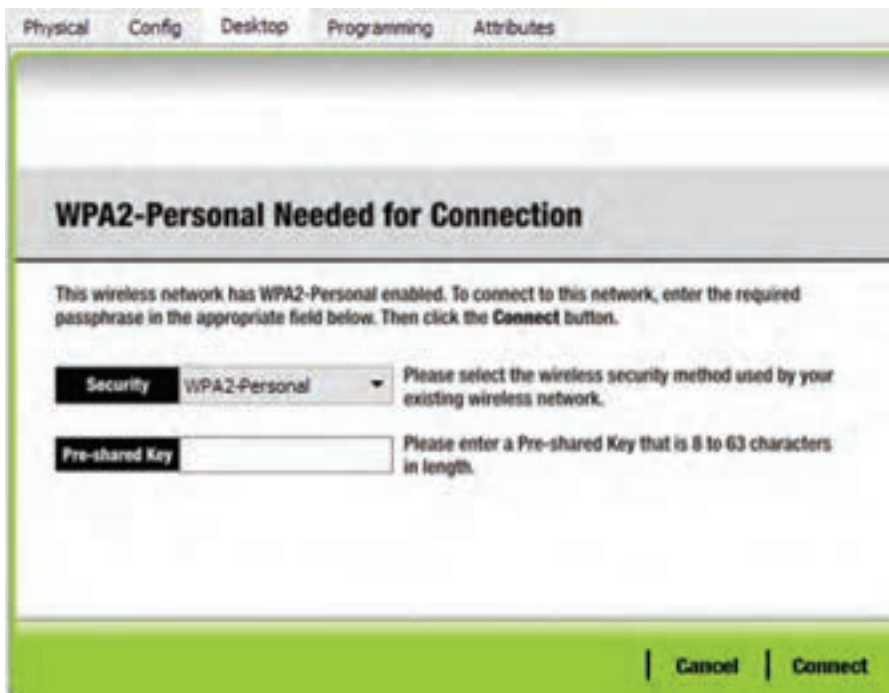 Physical Config Desktop Programming Attributes
WPA2-Personal Needed for Connection
This wireless network has WPA2-Personal enabled. To connect to this network, enter the required
passphrase in the appropriate field below. Then click the Connect button.
Security WPA2-Personal Please select the wireless security method used by your
existing wireless network.
Pre-shared Key Please enter a Pre-shared Key that is 8 to 63 characters
in length.
Cancel Connect